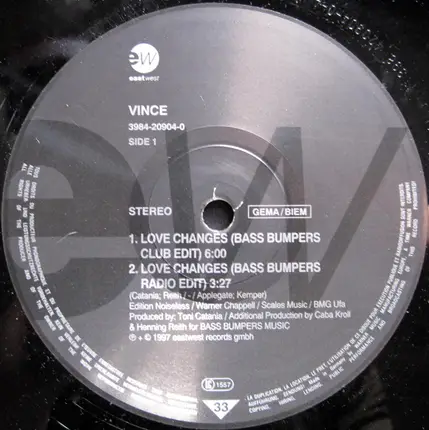 ew
eastwest
VINCE
3984-20904-0
SIDE 1
STEREO
GEMA/BIEM
1. LOVE CHANGES (BASS BUMPERS
CLUB EDIT) 6:00
2. LOVE CHANGES (BASS BUMPERS
RADIO EDIT) 3:27
(Catania; Reith / - / Applegate; Kemper)
Edition Noiseless / Warner Chappell / Scales Music / BMG Ufa
Produced by: Toni Catania / Additional Production by Caba Kroll
& Henning Reith for BASS BUMPERS MUSIC
℗ + © 1997 eastwest records gmbh
LC 1557
33
ew